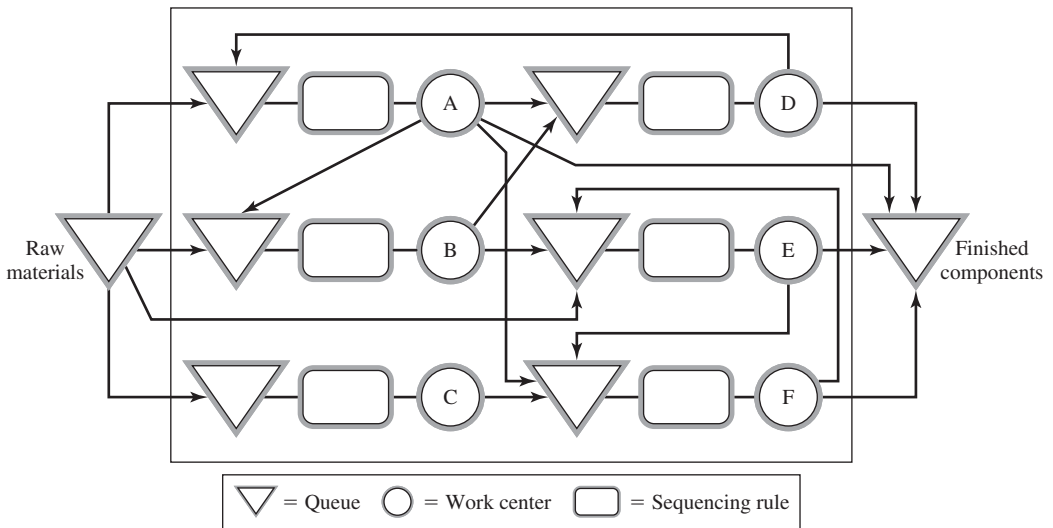 A
D
Raw
materials
B
E
Finished
components
C
F
= Queue
= Work center
= Sequencing rule